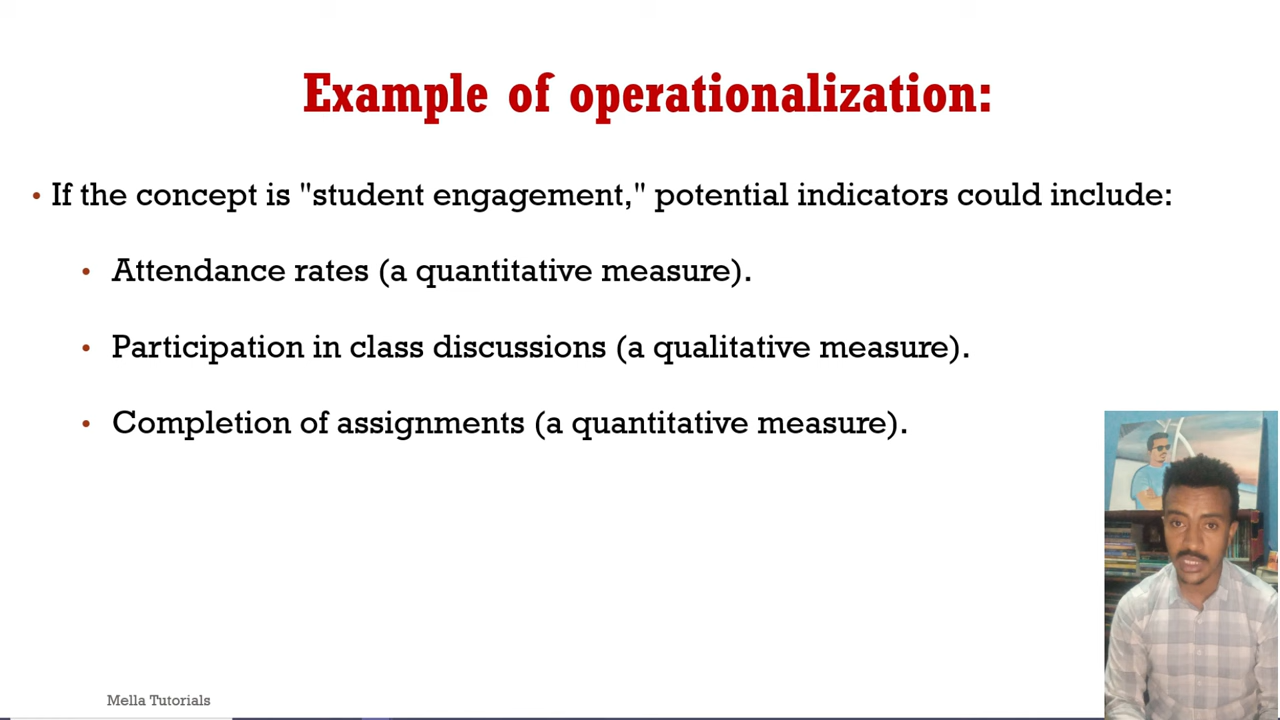 Example of operationalization:
• If the concept is "student engagement," potential indicators could include:
• Attendance rates (a quantitative measure).
• Participation in class discussions (a qualitative measure).
• Completion of assignments (a quantitative measure).
Mella Tutorials